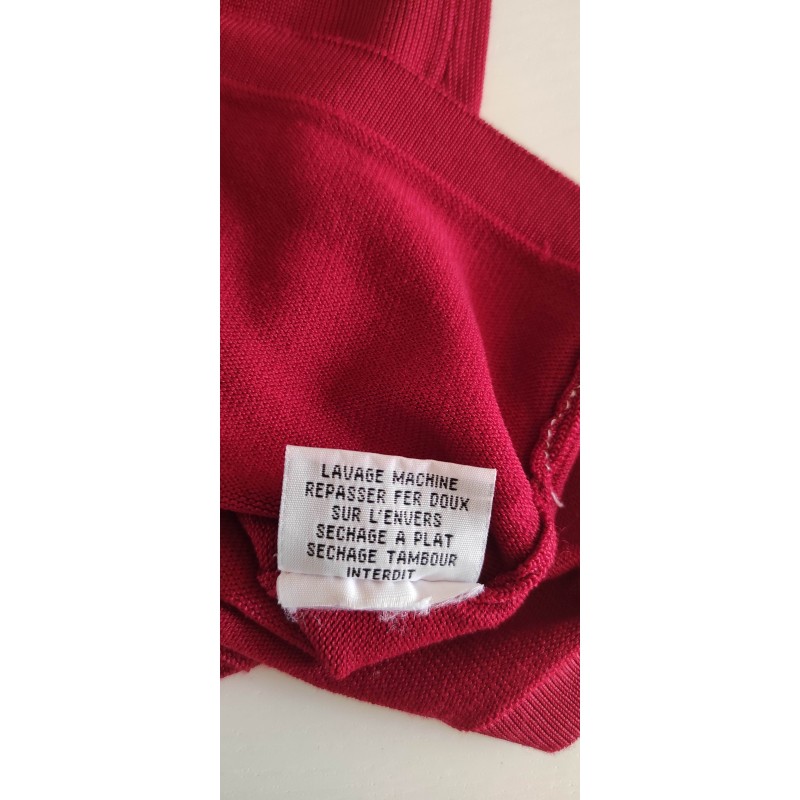 LAVAGE MACHINE
REPASSER FER DOUX
SUR L'ENVERS
SECHAGE A PLAT
SECHAGE TAMBOUR
INTERDIT